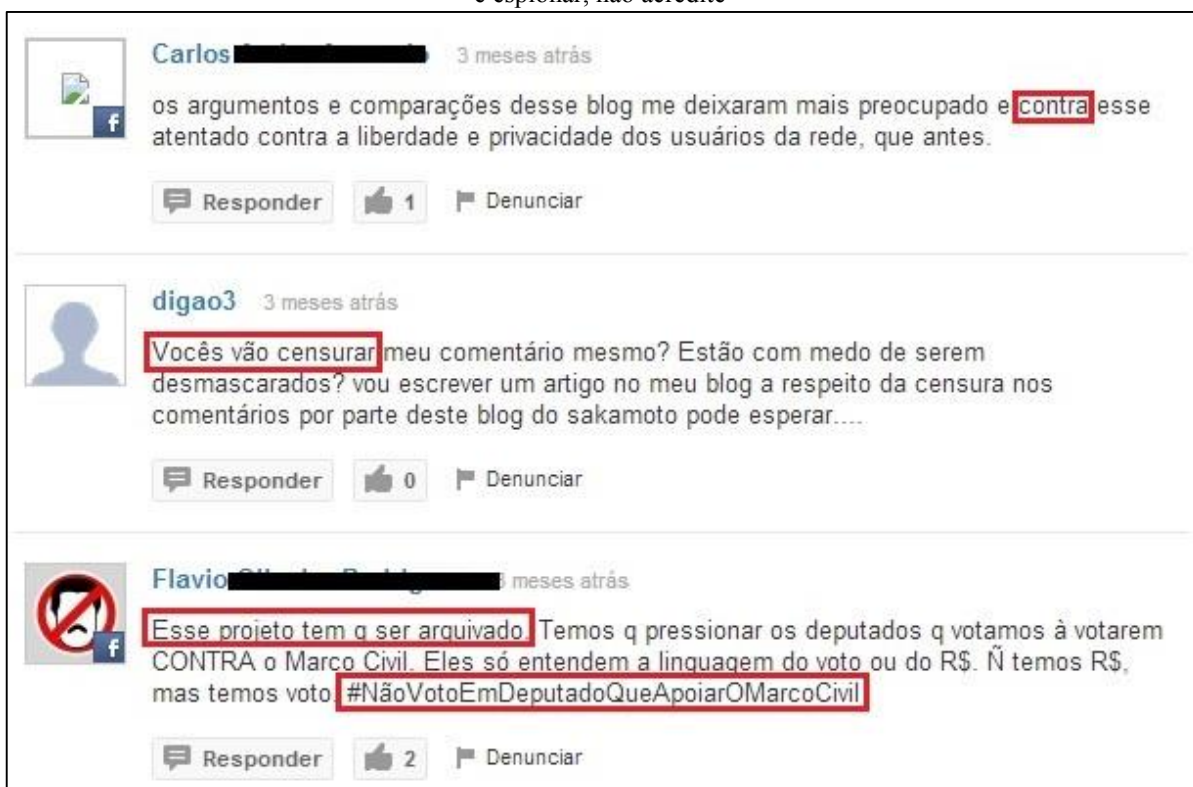 e espionar, não acredite
Carlos 3 meses atrás
os argumentos e comparações desse blog me deixaram mais preocupado e contra esse
atentado contra a liberdade e privacidade dos usuários da rede, que antes.
Responder 1 Denunciar
digao3 3 meses atrás
Vocês vão censurar meu comentário mesmo? Estão com medo de serem
desmascarados? vou escrever um artigo no meu blog a respeito da censura nos
comentários por parte deste blog do sakamoto pode esperar....
Responder 0 Denunciar
Flavio meses atrás
Esse projeto tem q ser arquivado. Temos q pressionar os deputados q votamos à votarem
CONTRA o Marco Civil. Eles só entendem a linguagem do voto ou do R$. Ñ temos R$,
mas temos voto. #NãoVotoEmDeputadoQueApoiarOMarcoCivil
Responder 2 Denunciar